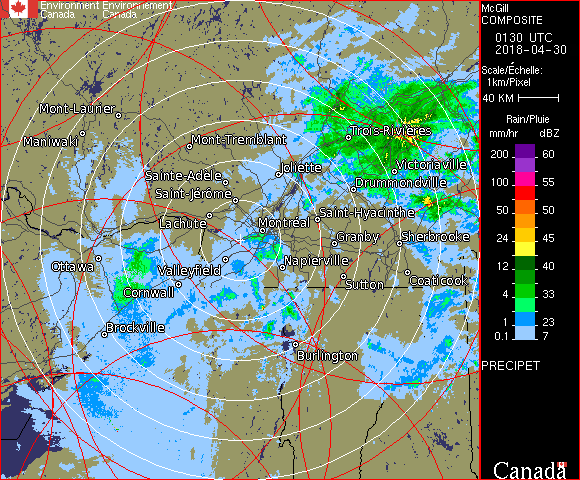 Environment Environnement
Canada Canada
McGill
COMPOSITE
0130 UTC
2018-04-30
Scale/Échelle:
1km/Pixel
40 KM
Rain/Pluie
mm/hr dBZ
200 60
100 55
50 50
24 45
12 40
4 33
1 23
0.1 7
PRECIPET
Canada
Mont-Laurier
Maniwaki
Mont-Tremblant
Trois-Rivières
Joliette
Victoriaville
Sainte-Adèle
Drummondville
Saint-Jérôme
Saint-Hyacinthe
Lachute
Montréal
Granby
Sherbrooke
Ottawa
Valleyfield
Napierville
Sutton
Coaticook
Cornwall
Brockville
Burlington